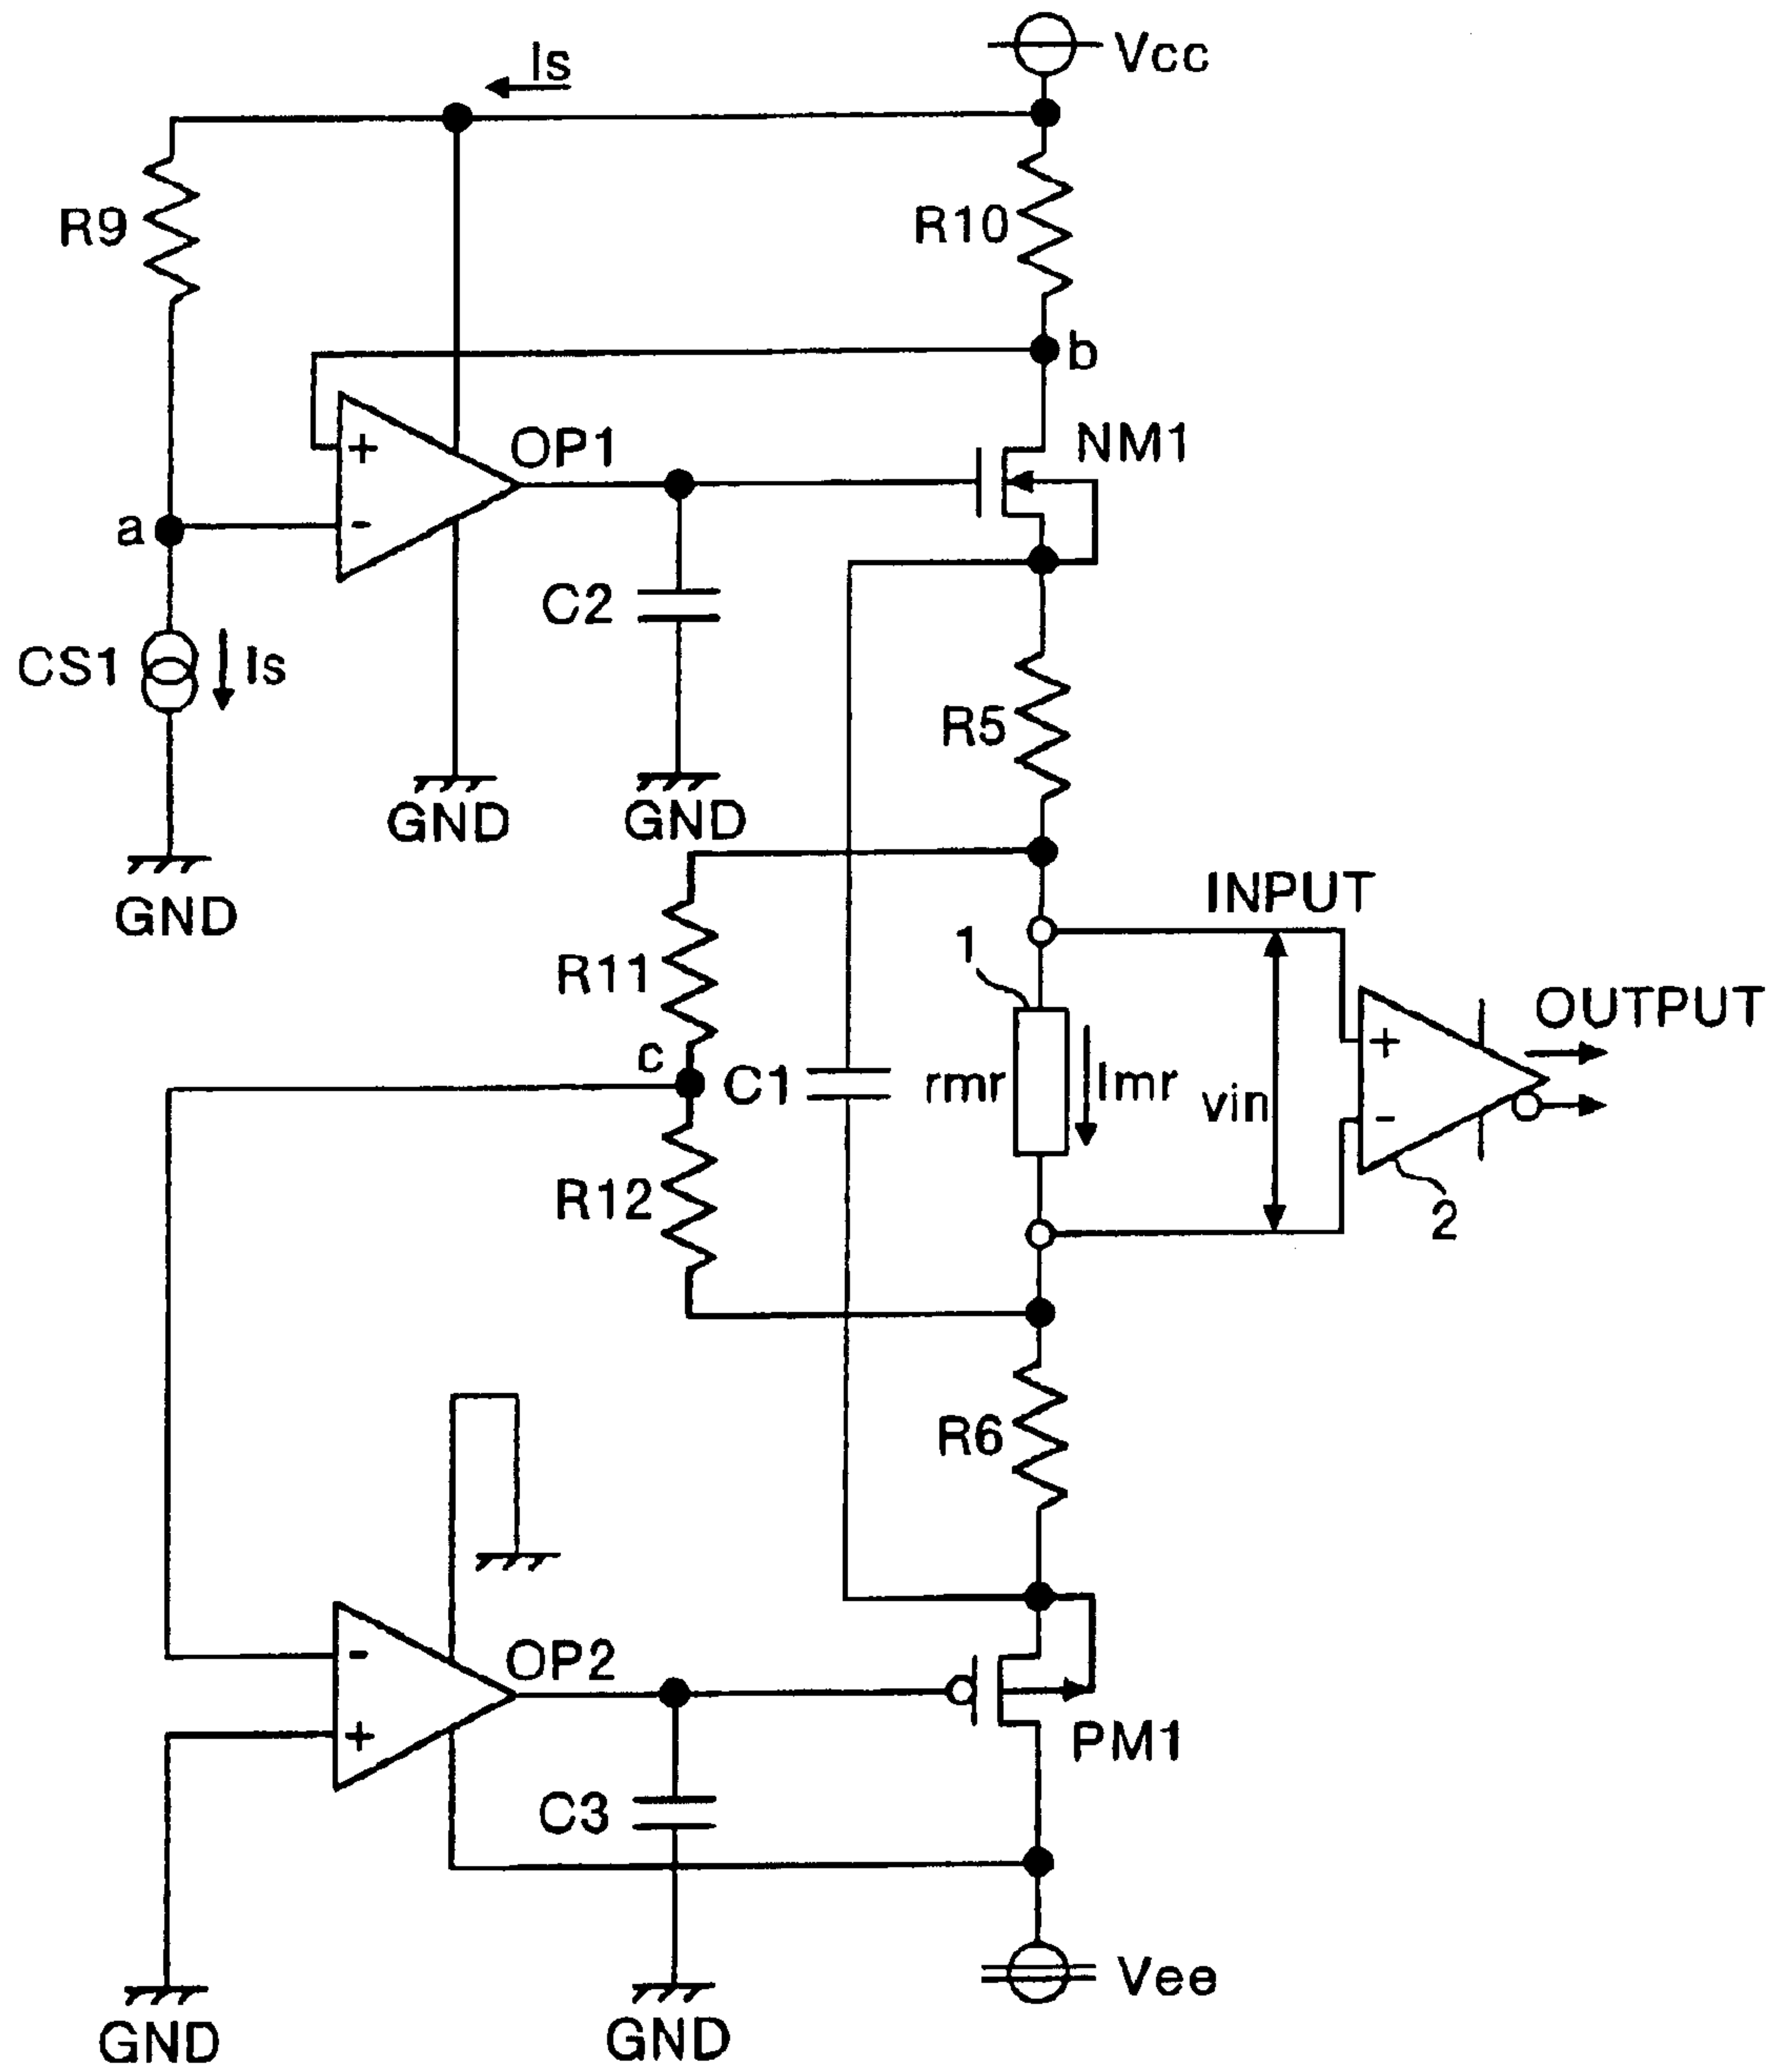 Vcc
Is
R9
R10
b
NM1
OP1
+
-
a
C2
CS1
Is
R5
GND
GND
GND
INPUT
1
R11
OUTPUT
c
C1
rmr
Imr
vin
+
-
R12
2
R6
OP2
-
+
PM1
C3
Vee
GND
GND